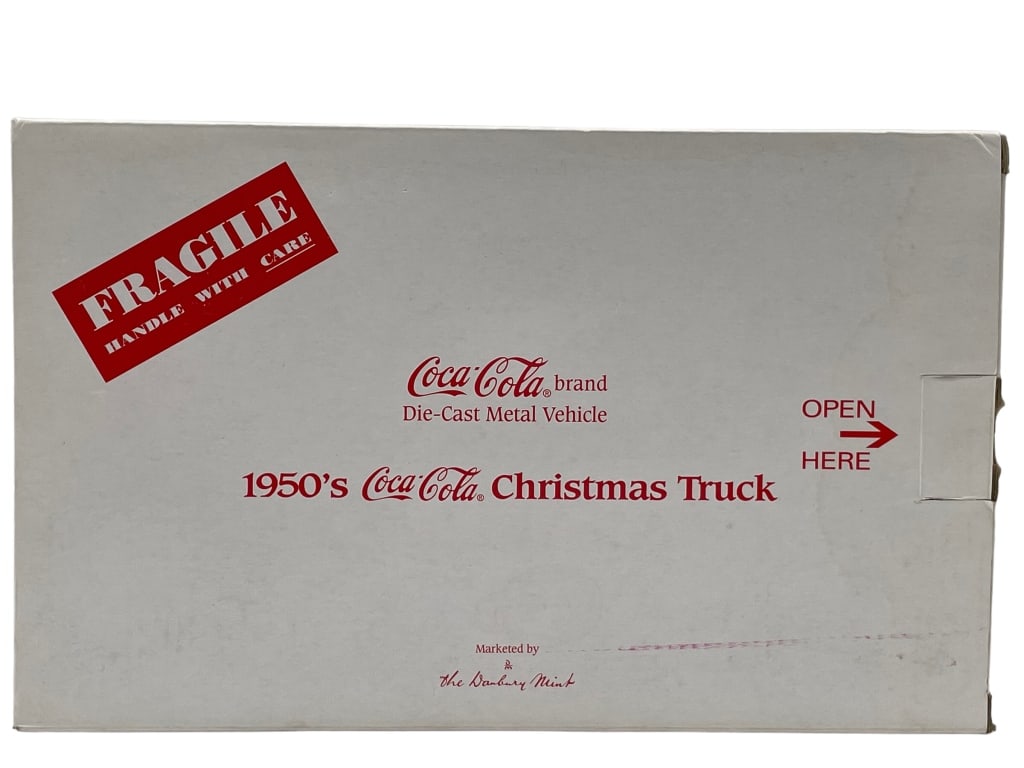 FRAGILE
HANDLE WITH CARE
Coca-Cola® brand
Die-Cast Metal Vehicle
OPEN
HERE
1950's Coca-Cola® Christmas Truck
Marketed by
The Danbury Mint